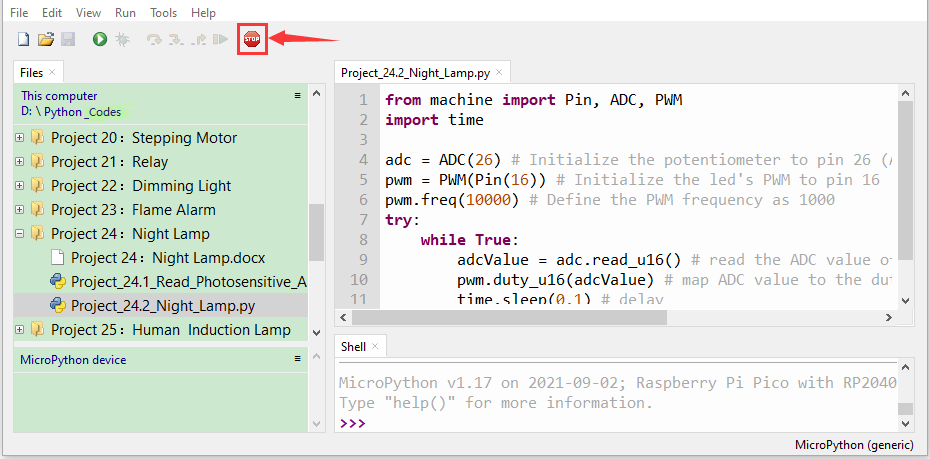 File Edit View Run Tools Help
STOP
Files
This computer
D: \ Python _Codes
Project 20：Stepping Motor
Project 21：Relay
Project 22：Dimming Light
Project 23：Flame Alarm
Project 24：Night Lamp
Project 24：Night Lamp.docx
Project_24.1_Read_Photosensitive_A
Project_24.2_Night_Lamp.py
Project 25：Human Induction Lamp
MicroPython device
Project_24.2_Night_Lamp.py
1 from machine import Pin, ADC, PWM
2 import time
3
4 adc = ADC(26) # Initialize the potentiometer to pin 26 (
5 pwm = PWM(Pin(16)) # Initialize the led's PWM to pin 16
6 pwm.freq(10000) # Define the PWM frequency as 1000
7 try:
8 while True:
9 adcValue = adc.read_u16() # read the ADC value of
10 pwm.duty_u16(adcValue) # map ADC value to the dut
11 time.sleep(0.1) # delay
Shell
MicroPython v1.17 on 2021-09-02; Raspberry Pi Pico with RP2040
Type "help()" for more information.
>>>
MicroPython (generic)